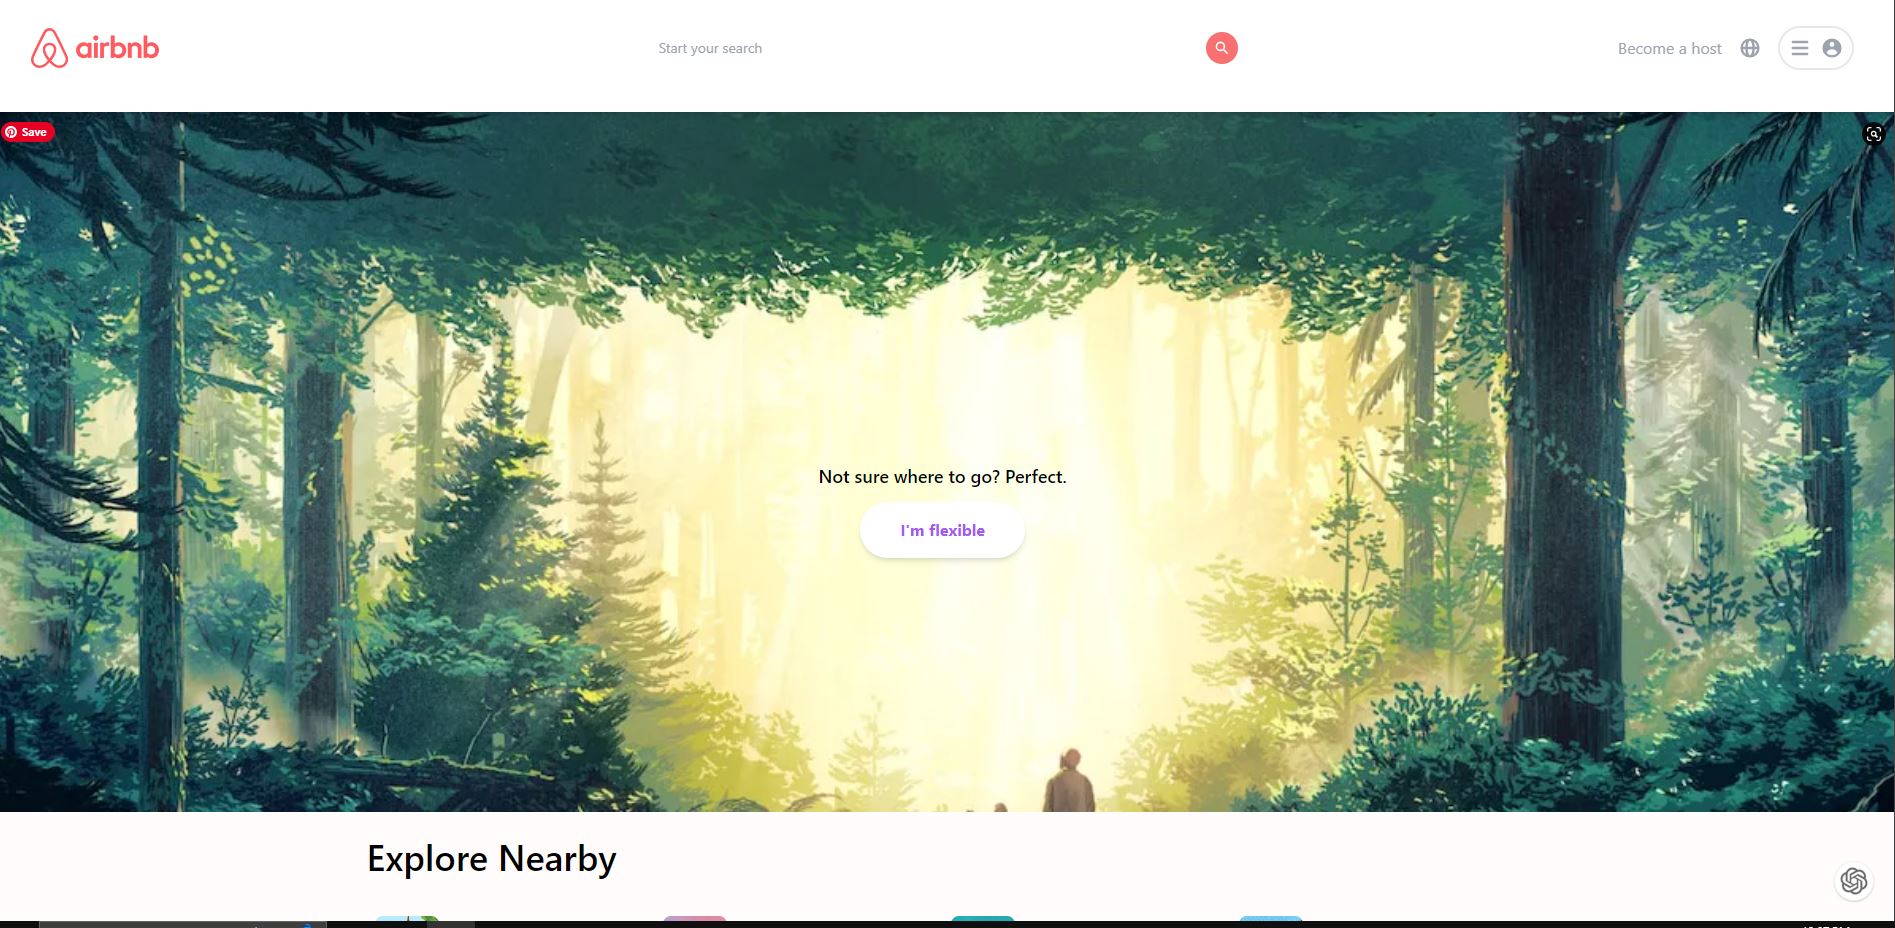 airbnb
Start your search
Become a host
Save
Not sure where to go? Perfect.
I'm flexible
Explore Nearby